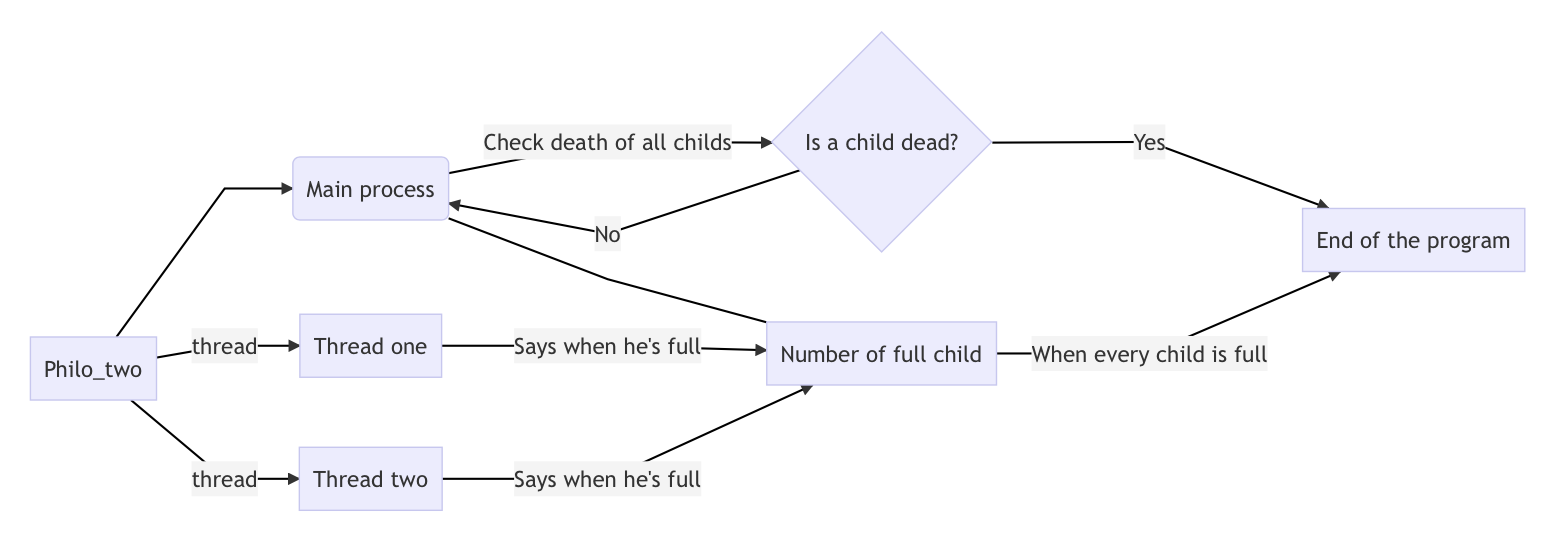 Check death of all childs
Is a child dead?
Yes
Main process
No
End of the program
Philo_two
thread
Thread one
Says when he's full
Number of full child
When every child is full
thread
Thread two
Says when he's full